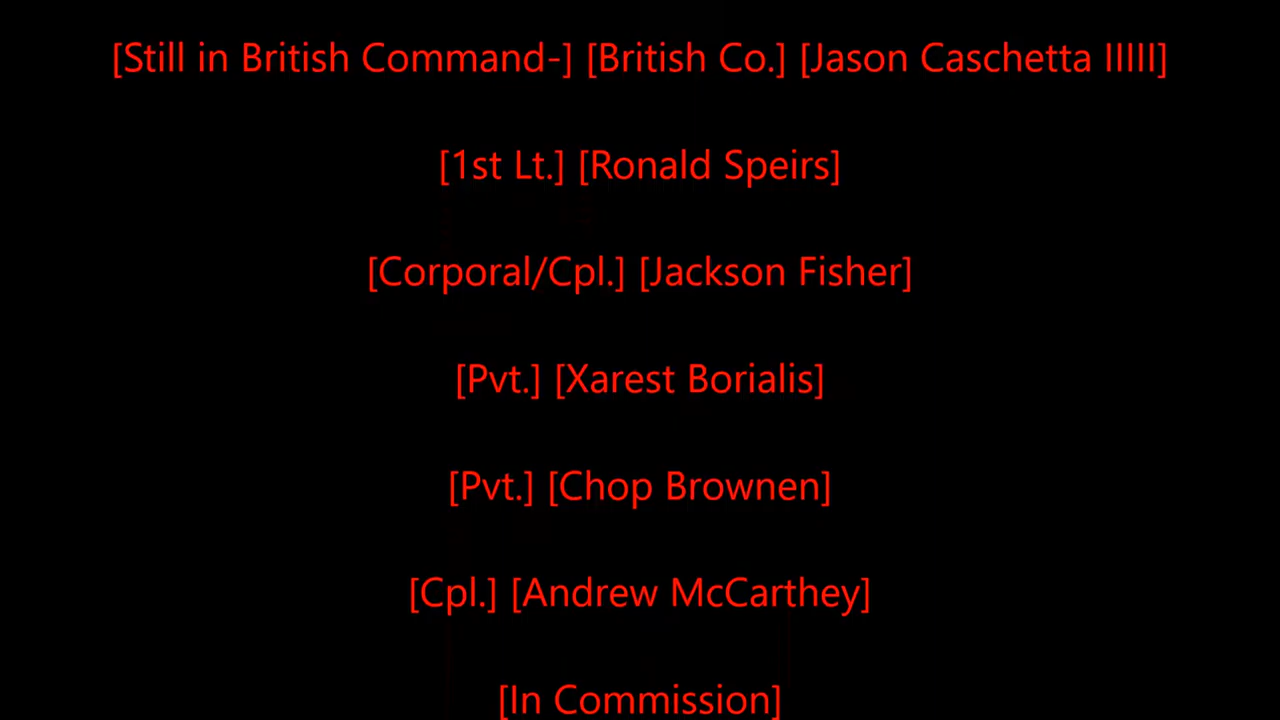 [Still in British Command-] [British Co.] [Jason Caschetta IIIII]
[1st Lt.] [Ronald Speirs]
[Corporal/Cpl.] [Jackson Fisher]
[Pvt.] [Xarest Borialis]
[Pvt.] [Chop Brownen]
[Cpl.] [Andrew McCarthey]
[In Commission]